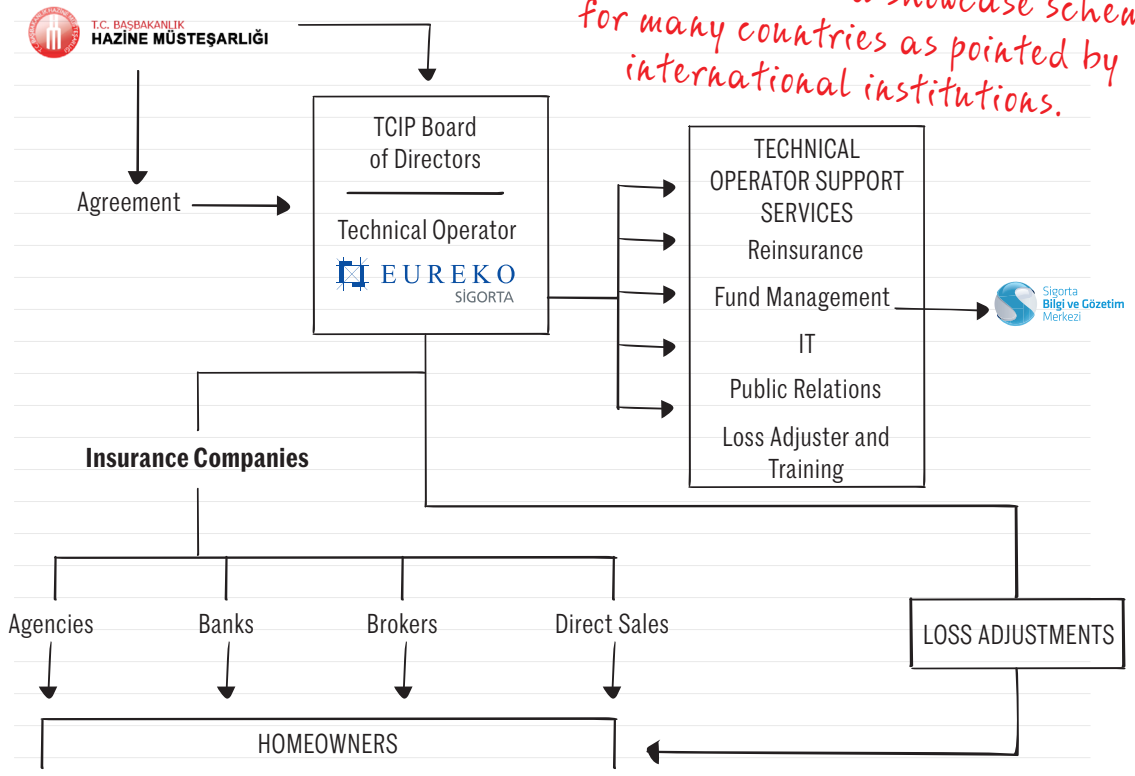 T.C. BAŞBAKANLIK
HAZİNE MÜSTEŞARLIĞI
a showcase schem
for many countries as pointed by
international institutions.
TCIP Board
of Directors
Technical Operator
EUREKO
SİGORTA
Agreement
TECHNICAL
OPERATOR SUPPORT
SERVICES
Reinsurance
Fund Management
IT
Public Relations
Loss Adjuster and
Training
Sigorta
Bilgi ve Gözetim
Merkezi
Insurance Companies
Agencies
Banks
Brokers
Direct Sales
LOSS ADJUSTMENTS
HOMEOWNERS